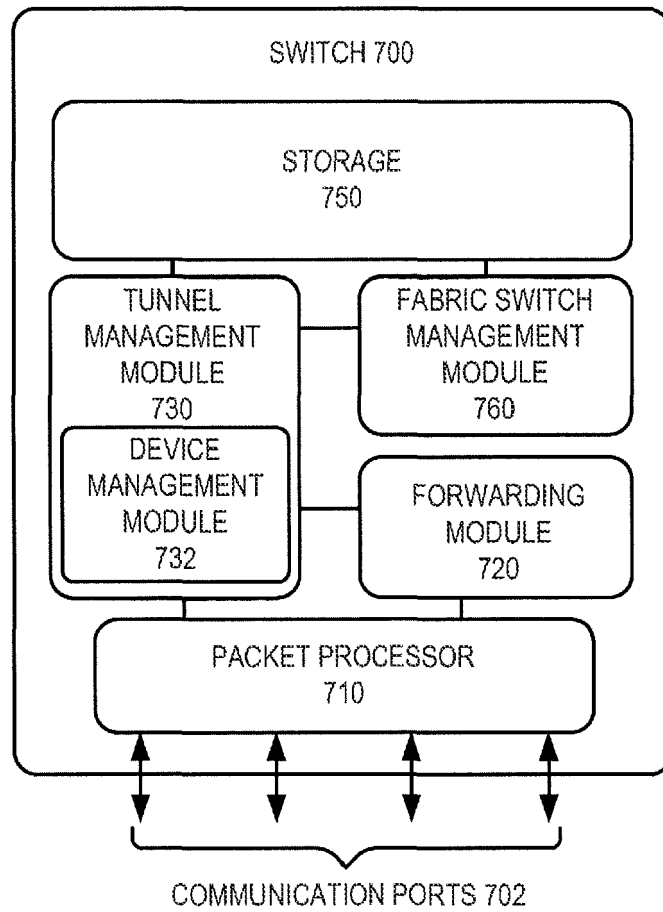 SWITCH 700
STORAGE
750
TUNNEL
MANAGEMENT
MODULE
730
FABRIC SWITCH
MANAGEMENT
MODULE
760
DEVICE
MANAGEMENT
MODULE
732
FORWARDING
MODULE
720
PACKET PROCESSOR
710
COMMUNICATION PORTS 702